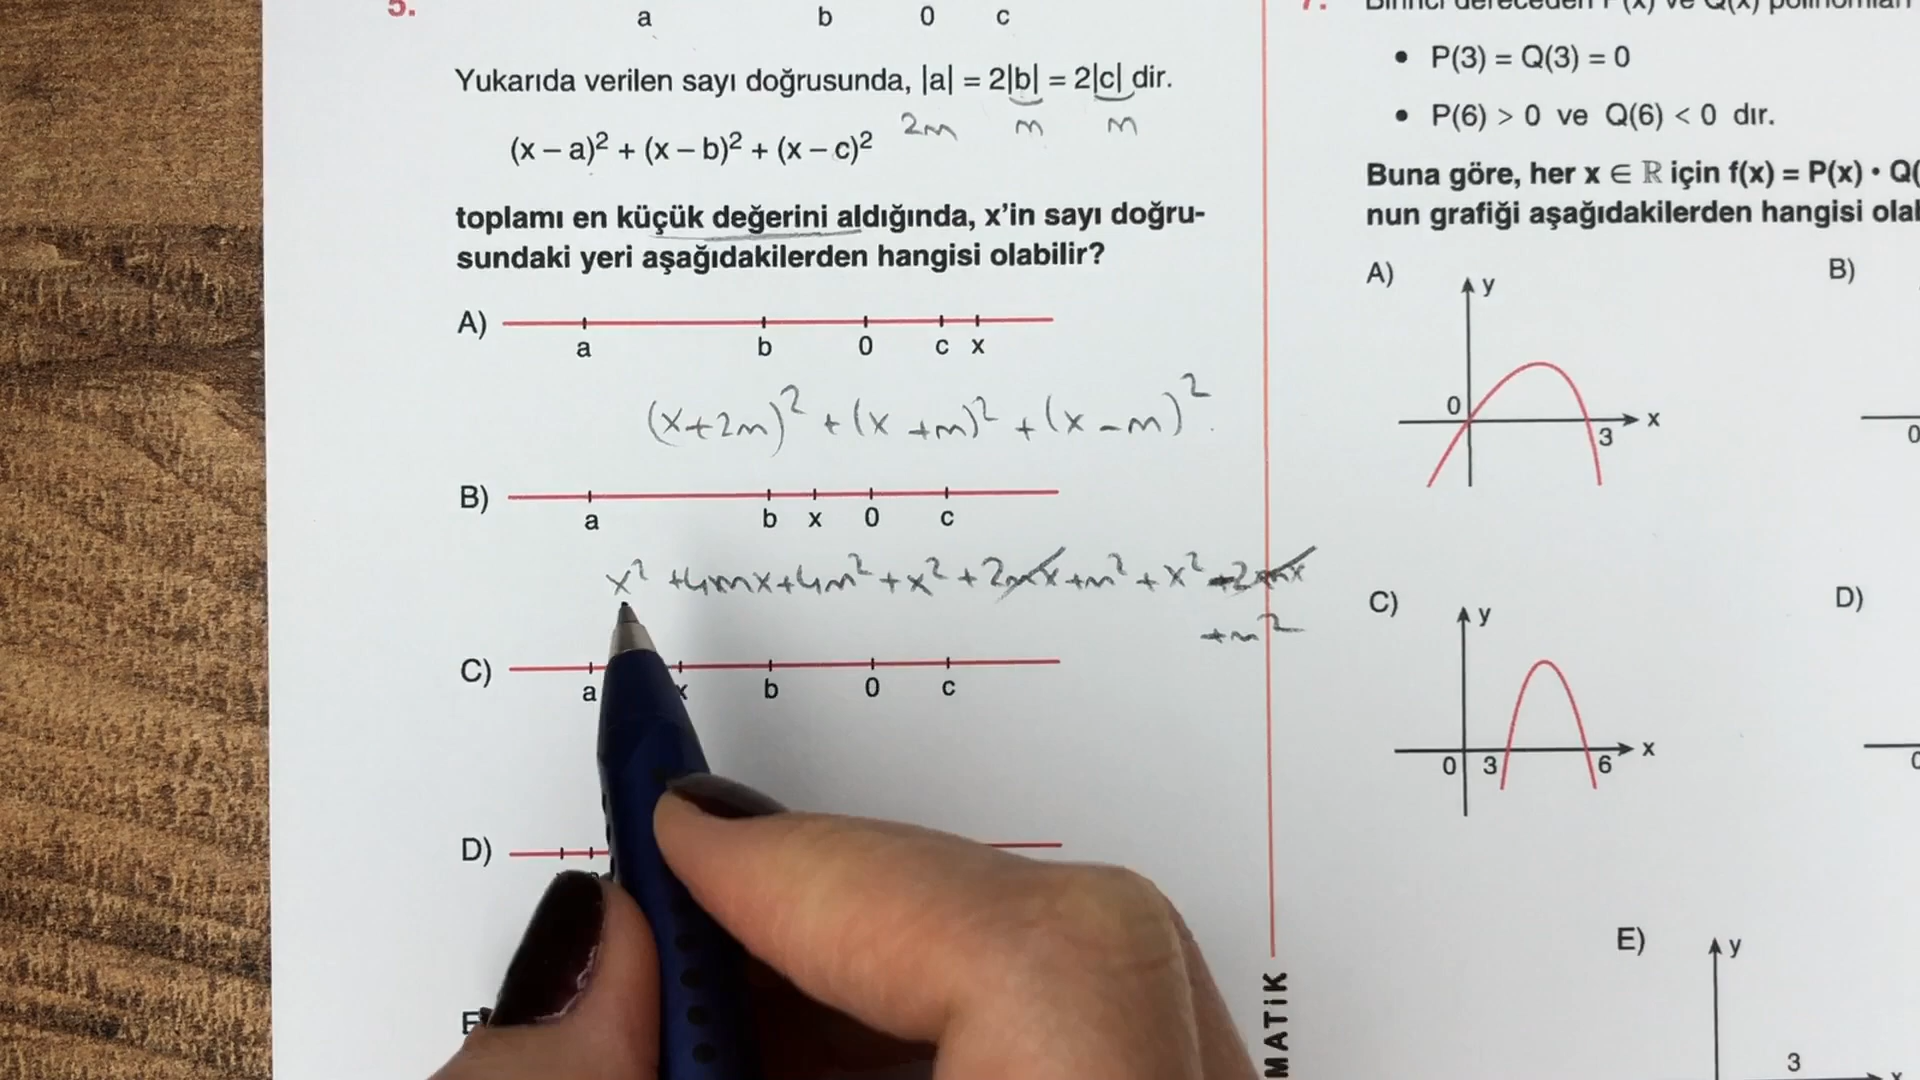 5.
a b 0 c
Yukarıda verilen sayı doğrusunda, |a| = 2|b| = 2|c| dir.
2m m m
(x – a)² + (x – b)² + (x – c)²
toplamı en küçük değerini aldığında, x'in sayı doğru-
sundaki yeri aşağıdakilerden hangisi olabilir?
A)
a b 0 c x
(x+2m)² + (x+m)² + (x-m)²
B)
a b x 0 c
x² +4mx+4m² +x² +2mx+m² + x² -2mx
+m²
C)
a x b 0 c
D)
E
7.
• P(3) = Q(3) = 0
• P(6) > 0 ve Q(6) < 0 dır.
Buna göre, her x ∈ ℝ için f(x) = P(x) • Q(
nun grafiği aşağıdakilerden hangisi
A)
y
0 3 x
B)
0
C)
y
0 3 6 x
D)
E)
y
3
x
MATİK